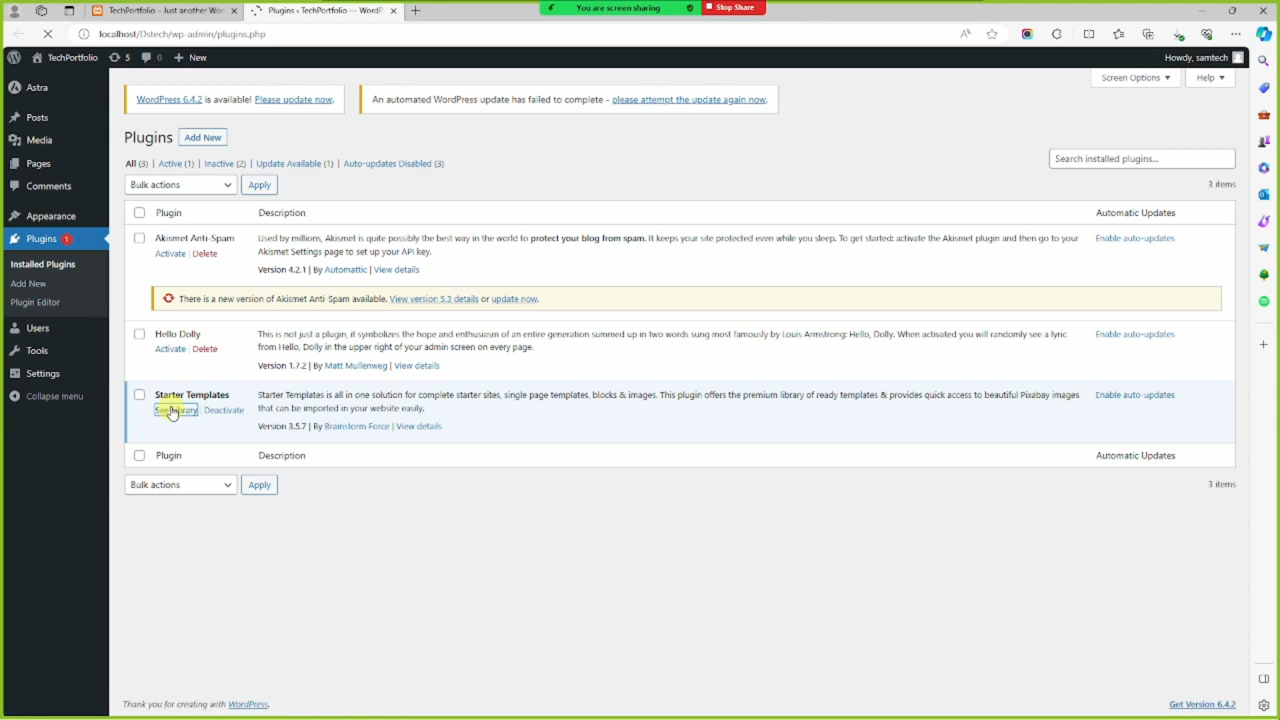 You are screen sharing
Stop Share
TechPortfolio – Just another Wor
Plugins ‹ TechPortfolio — WordP
localhost/Dstech/wp-admin/plugins.php
TechPortfolio 5 0 New
Howdy, samtech
Astra
Posts
Media
Pages
Comments
Appearance
Plugins 1
Installed Plugins
Add New
Plugin Editor
Users
Tools
Settings
Collapse menu
Screen Options
Help
WordPress 6.4.2 is available! Please update now.
An automated WordPress update has failed to complete - please attempt the update again now.
Plugins Add New
All (3) | Active (1) | Inactive (2) | Update Available (1) | Auto-updates Disabled (3)
Search installed plugins...
Bulk actions Apply
3 items
Plugin Description Automatic Updates
Akismet Anti-Spam
Activate | Delete
Used by millions, Akismet is quite possibly the best way in the world to protect your blog from spam. It keeps your site protected even while you sleep. To get started: activate the Akismet plugin and then go to your
Akismet Settings page to set up your API key.
Version 4.2.1 | By Automattic | View details
Enable auto-updates
There is a new version of Akismet Anti-Spam available. View version 5.3 details or update now.
Hello Dolly
Activate | Delete
This is not just a plugin, it symbolizes the hope and enthusiasm of an entire generation summed up in two words sung most famously by Louis Armstrong: Hello, Dolly. When activated you will randomly see a lyric
from Hello, Dolly in the upper right of your admin screen on every page.
Version 1.7.2 | By Matt Mullenweg | View details
Enable auto-updates
Starter Templates
See Library | Deactivate
Starter Templates is all in one solution for complete starter sites, single page templates, blocks & images. This plugin offers the premium library of ready templates & provides quick access to beautiful Pixabay images
that can be imported in your website easily.
Version 3.5.7 | By Brainstorm Force | View details
Enable auto-updates
Plugin Description Automatic Updates
Bulk actions Apply
3 items
Thank you for creating with WordPress.
Get Version 6.4.2